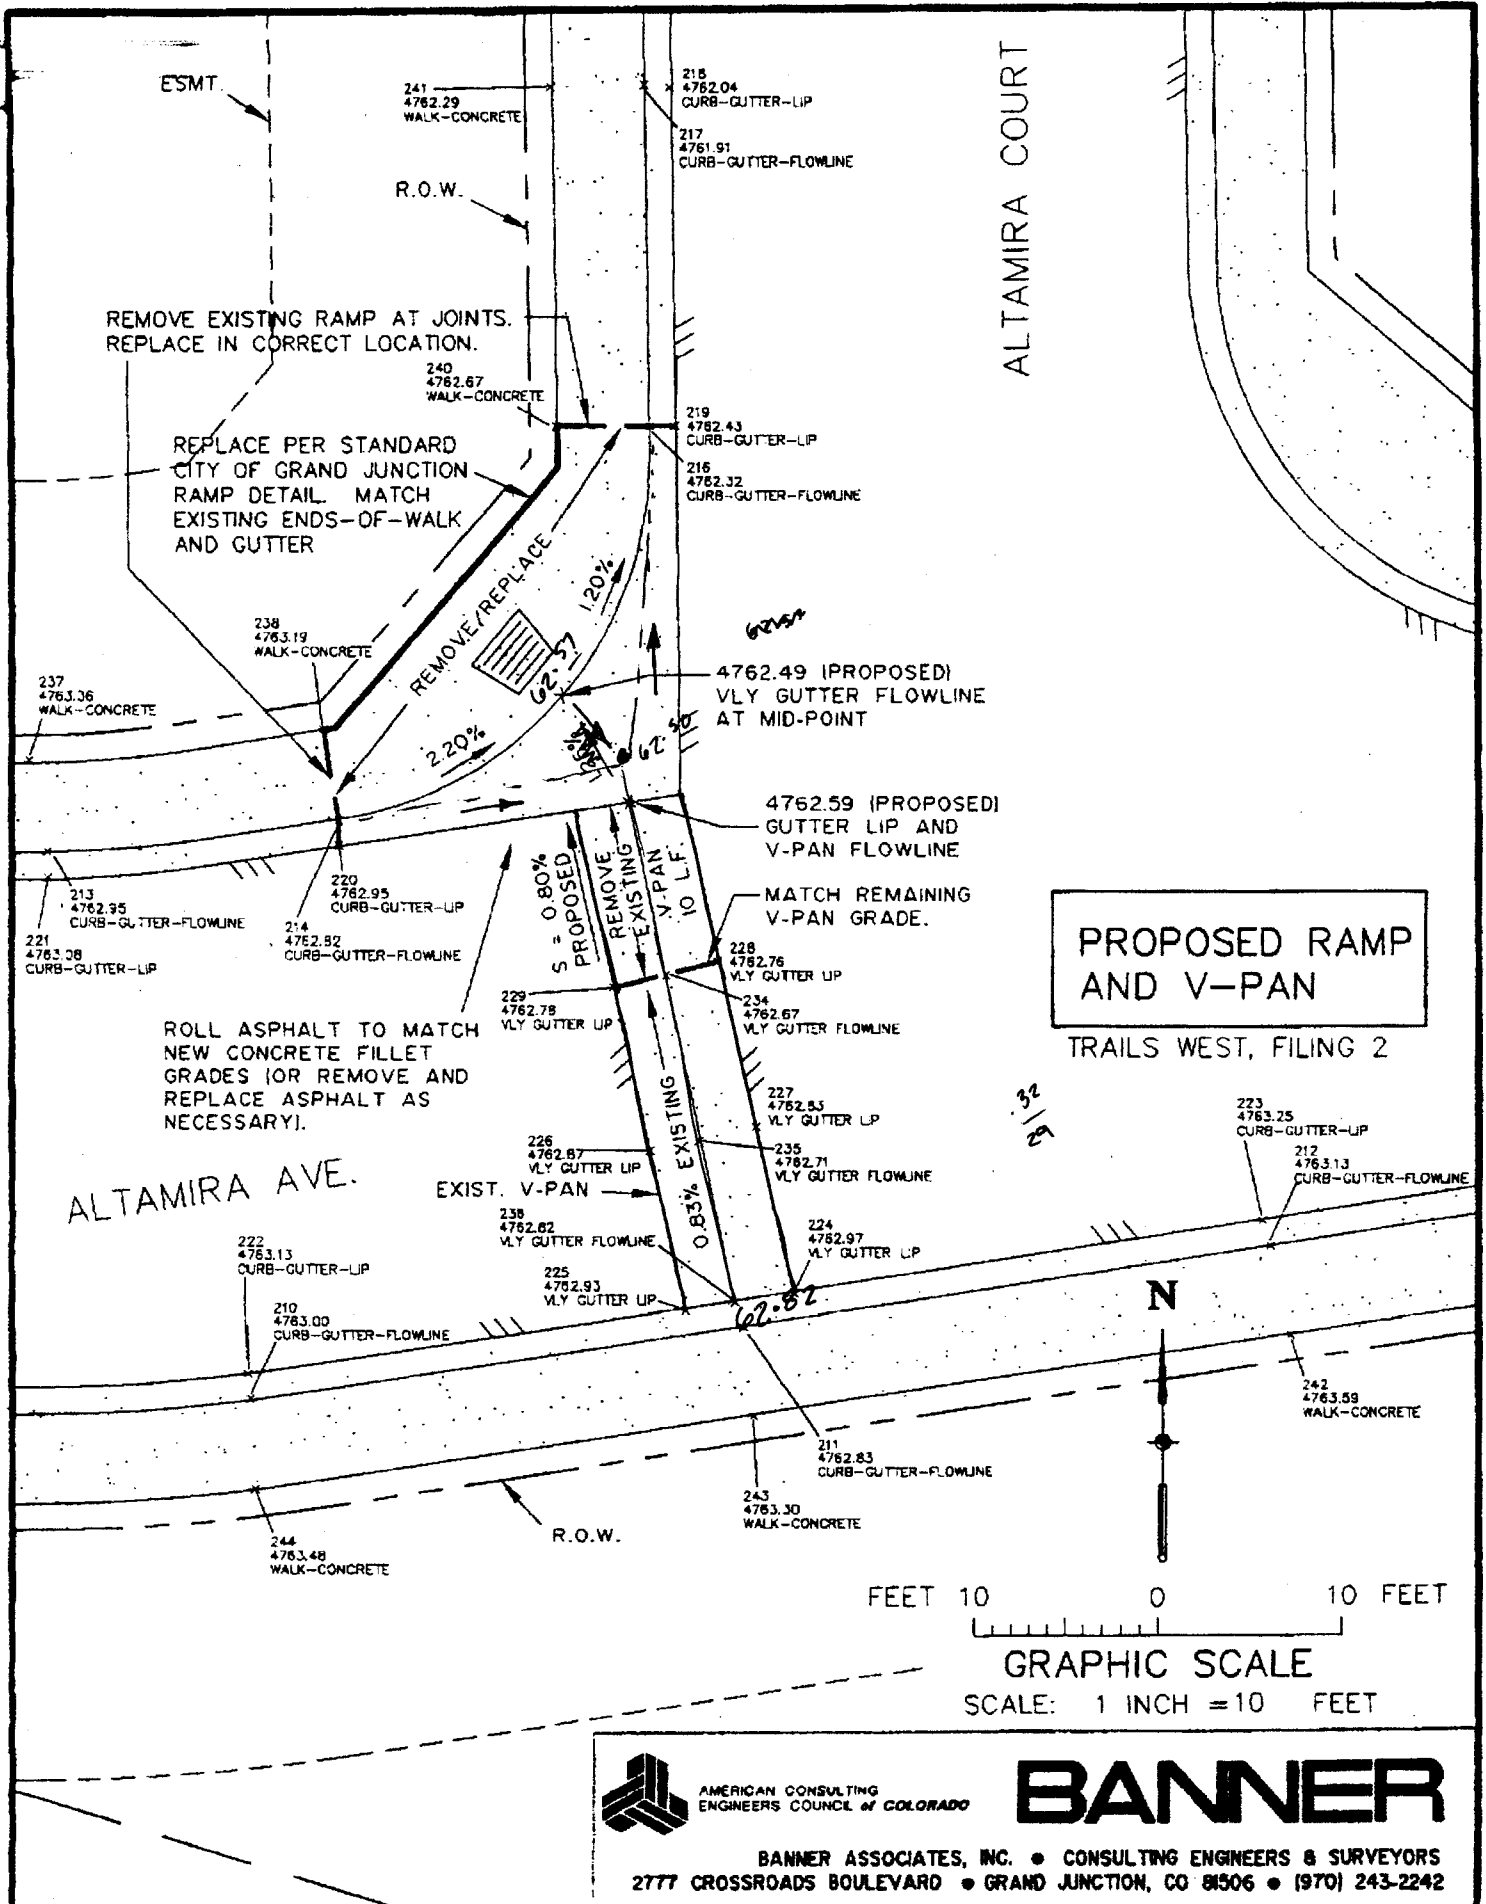 ESMT.
241
4762.29
WALK-CONCRETE
218
4762.04
CURB-GUTTER-LIP
217
4761.91
CURB-GUTTER-FLOWLINE
R.O.W.
ALTAMIRA COURT
REMOVE EXISTING RAMP AT JOINTS.
REPLACE IN CORRECT LOCATION.
240
4762.67
WALK-CONCRETE
219
4762.43
CURB-GUTTER-LIP
216
4762.32
CURB-GUTTER-FLOWLINE
REPLACE PER STANDARD
CITY OF GRAND JUNCTION
RAMP DETAIL. MATCH
EXISTING ENDS-OF-WALK
AND GUTTER
REMOVE/REPLACE
1.20%
238
4763.19
WALK-CONCRETE
237
4763.36
WALK-CONCRETE
62.57
4762.49 (PROPOSED)
VLY GUTTER FLOWLINE
AT MID-POINT
2.20%
62.50
4762.59 (PROPOSED)
GUTTER LIP AND
V-PAN FLOWLINE
S = 0.80%
PROPOSED
REMOVE
EXISTING
V-PAN
10 L.F.
MATCH REMAINING
V-PAN GRADE.
213
4762.95
CURB-GUTTER-FLOWLINE
220
4762.95
CURB-GUTTER-LIP
214
4762.82
CURB-GUTTER-FLOWLINE
221
4763.08
CURB-GUTTER-LIP
228
4762.76
VLY GUTTER LIP
229
4762.78
VLY GUTTER LIP
234
4762.67
VLY GUTTER FLOWLINE
PROPOSED RAMP
AND V-PAN
TRAILS WEST, FILING 2
ROLL ASPHALT TO MATCH
NEW CONCRETE FILLET
GRADES (OR REMOVE AND
REPLACE ASPHALT AS
NECESSARY).
.32
29
227
4762.83
VLY GUTTER LIP
226
4762.87
VLY GUTTER LIP
235
4762.71
VLY GUTTER FLOWLINE
0.83% EXISTING
223
4763.25
CURB-GUTTER-LIP
212
4763.13
CURB-GUTTER-FLOWLINE
ALTAMIRA AVE.
EXIST. V-PAN
236
4762.82
VLY GUTTER FLOWLINE
224
4762.97
VLY GUTTER LIP
222
4763.13
CURB-GUTTER-LIP
225
4762.93
VLY GUTTER LIP
62.82
210
4763.00
CURB-GUTTER-FLOWLINE
N
242
4763.59
WALK-CONCRETE
211
4762.83
CURB-GUTTER-FLOWLINE
243
4763.30
WALK-CONCRETE
R.O.W.
244
4763.48
WALK-CONCRETE
FEET 10 0 10 FEET
GRAPHIC SCALE
SCALE: 1 INCH = 10 FEET
AMERICAN CONSULTING
ENGINEERS COUNCIL of COLORADO
BANNER
BANNER ASSOCIATES, INC. ● CONSULTING ENGINEERS & SURVEYORS
2777 CROSSROADS BOULEVARD ● GRAND JUNCTION, CO 81506 ● (970) 243-2242